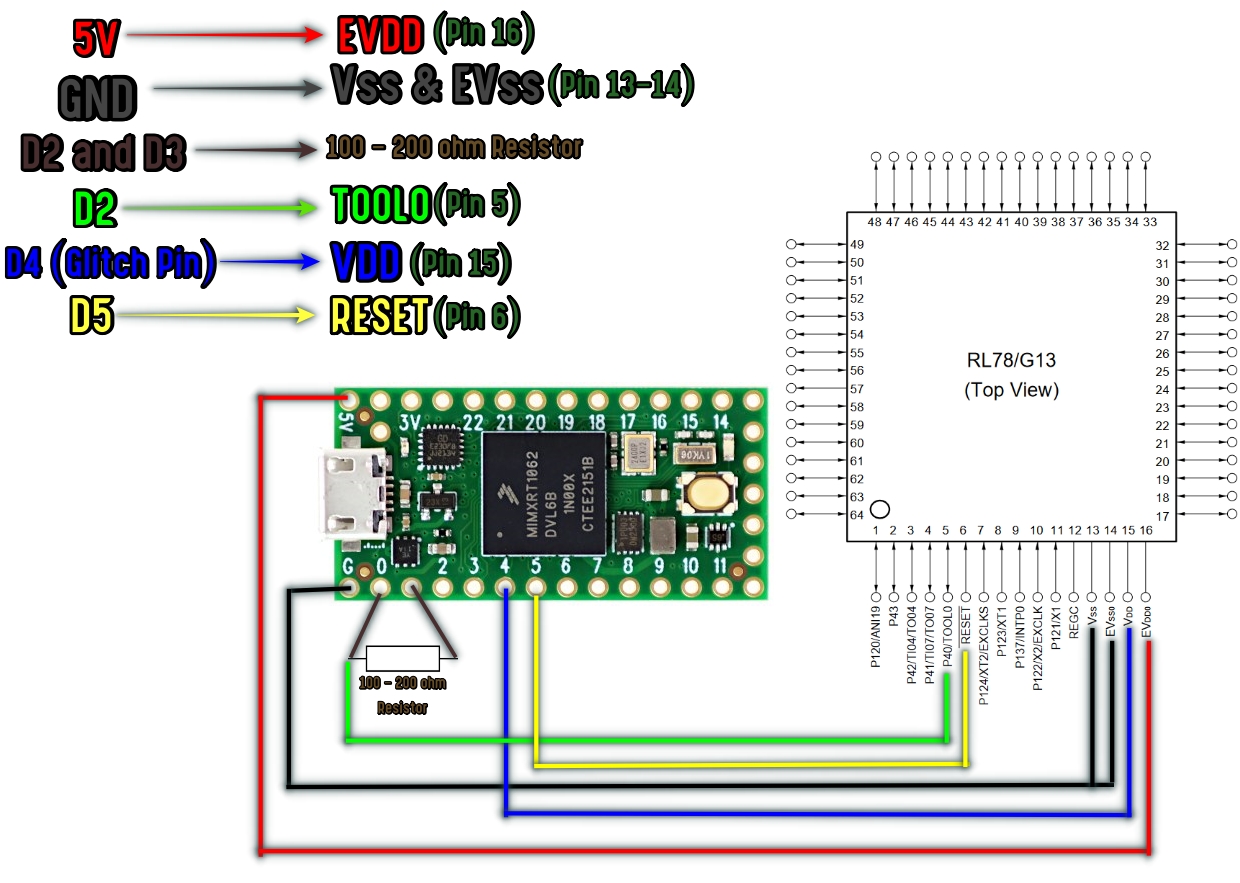 5V EVDD (Pin 16)
GND Vss & EVss (Pin 13-14)
D2 and D3 100 - 200 ohm Resistor
D2 TOOLO (Pin 5)
D4 (Glitch Pin) VDD (Pin 15)
D5 RESET (Pin 6)
48 47 46 45 44 43 42 41 40 39 38 37 36 35 34 33
49 32
50 31
51 30
52 29
53 28
54 27
55 26
56 25
57 24
58 23
59 22
60 21
61 20
62 19
63 18
64 17
RL78/G13
(Top View)
1 2 3 4 5 6 7 8 9 10 11 12 13 14 15 16
P120/ANI19
P43
P42/TI04/TO04
P41/TI07/TO07
P40/TOOL0
RESET
P124/XT2/EXCLKS
P123/XT1
P137/INTP0
P122/X2/EXCLK
P121/X1
REGC
Vss
EVss0
VDD
EVDD0
5V 3V 22 21 20 19 18 17 16 15 14
MIMXRT1062
DVL6B
1N00X
CTEE2151B
1YK06
G 0 2 3 4 5 6 7 8 9 10 11
100 - 200 ohm
Resistor